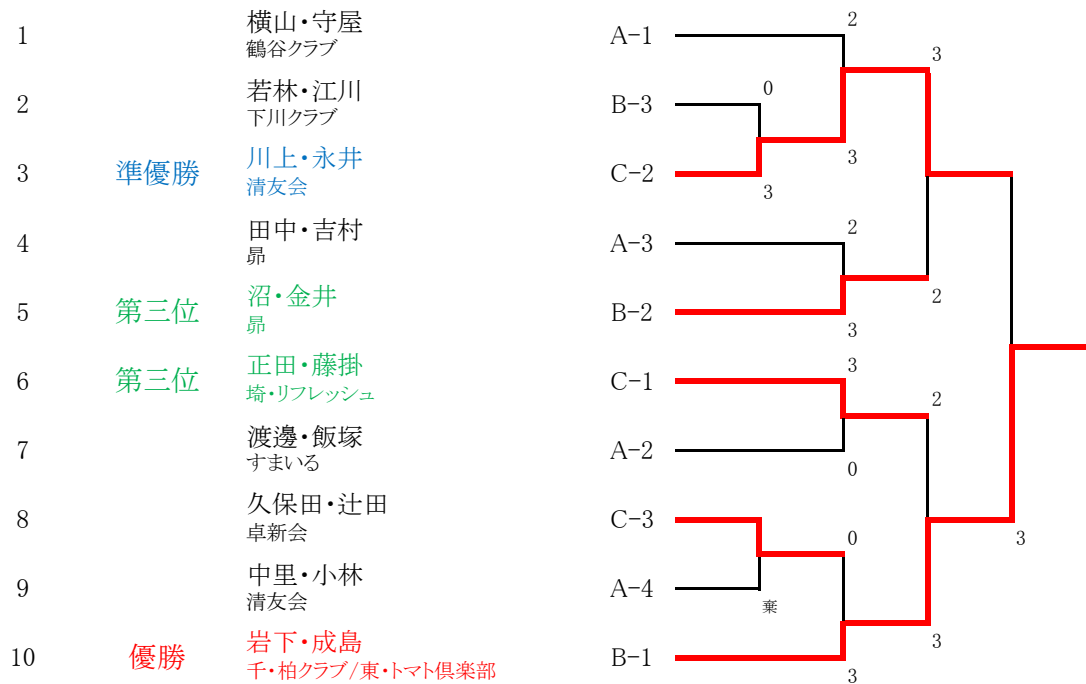 1 横山・守屋 A-1
鶴谷クラブ
2 若林・江川 B-3
下川クラブ
3 準優勝 川上・永井 C-2
清友会
4 田中・吉村 A-3
昴
5 第三位 沼・金井 B-2
昴
6 第三位 正田・藤掛 C-1
埼・リフレッシュ
7 渡邊・飯塚 A-2
すまいる
8 久保田・辻田 C-3
卓新会
9 中里・小林 A-4
清友会
10 優勝 岩下・成島 B-1
千・柏クラブ/東・トマト倶楽部
2
3
0
3
3
2
2
3
3
2
0
0
3
棄
3
3